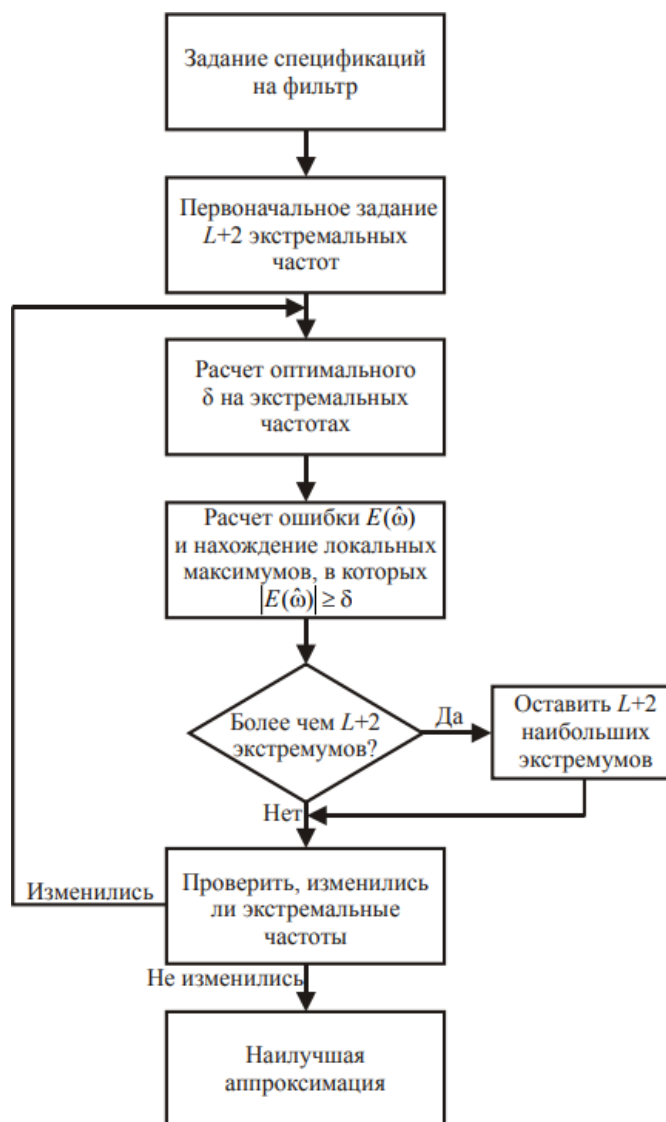 Задание спецификаций
на фильтр
Первоначальное задание
L+2 экстремальных
частот
Расчет оптимального
δ на экстремальных
частотах
Расчет ошибки E(ω̂)
и нахождение локальных
максимумов, в которых
|E(ω̂)| ≥ δ
Более чем L+2
экстремумов?
Да
Оставить L+2
наибольших
экстремумов
Нет
Проверить, изменились
ли экстремальные
частоты
Изменились
Не изменились
Наилучшая
аппроксимация